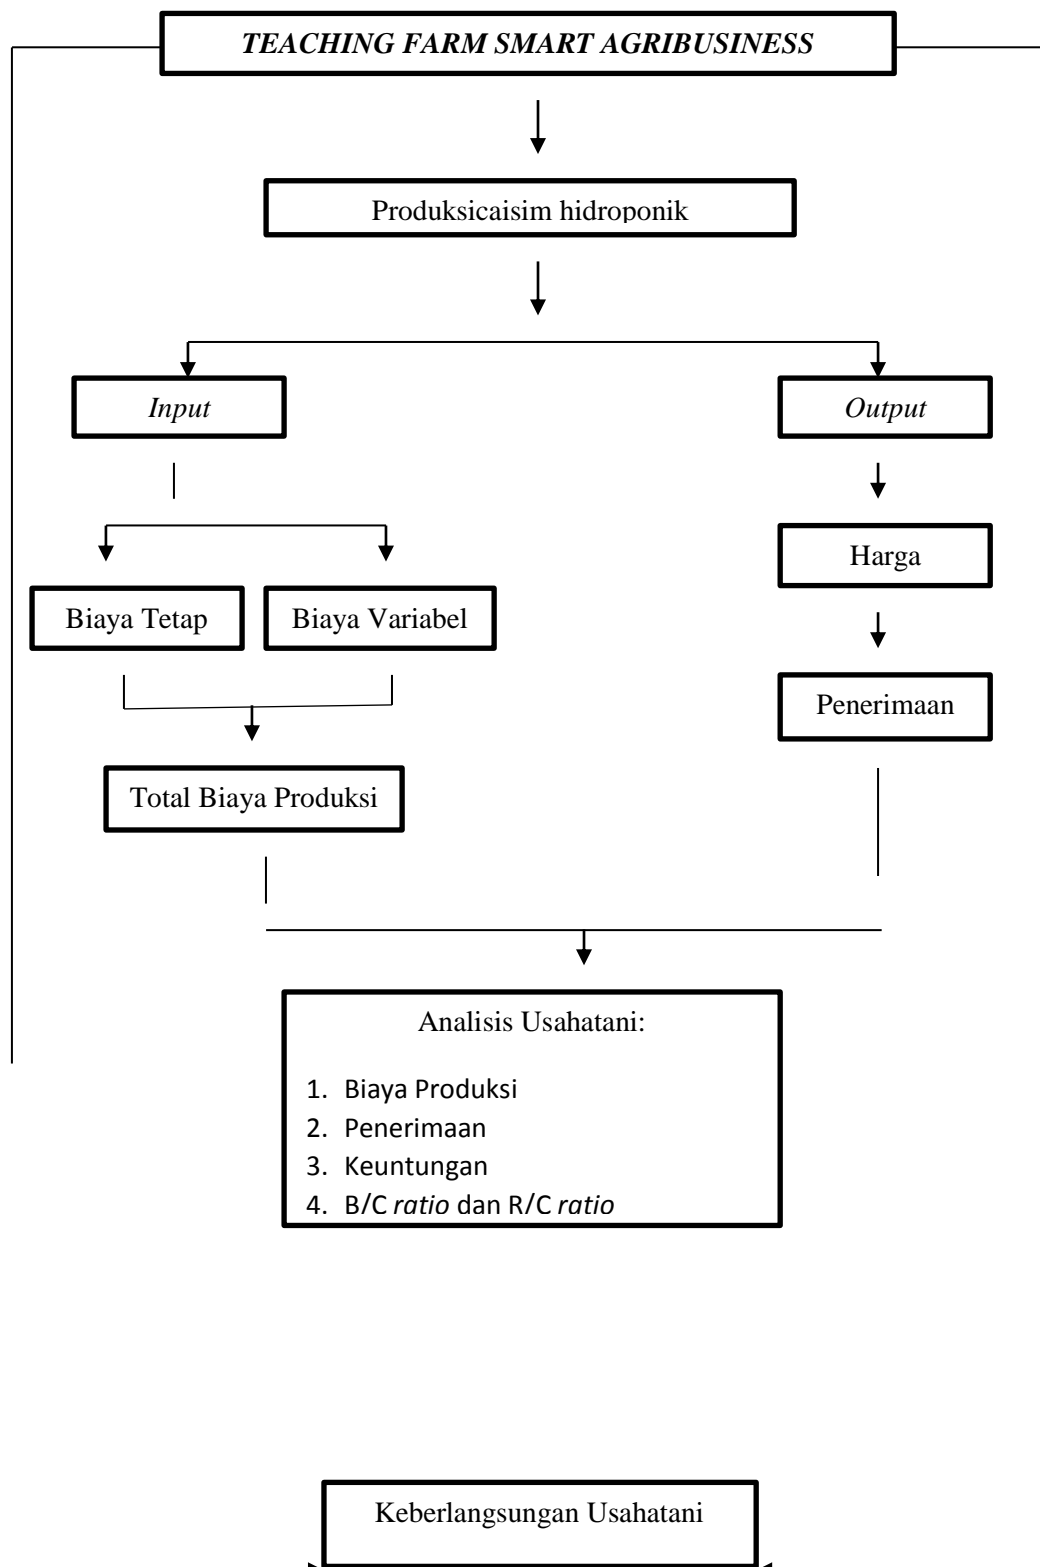 TEACHING FARM SMART AGRIBUSINESS
Produksicaisim hidroponik
Input
Output
Harga
Biaya Tetap
Biaya Variabel
Penerimaan
Total Biaya Produksi
Analisis Usahatani:
1. Biaya Produksi
2. Penerimaan
3. Keuntungan
4. B/C ratio dan R/C ratio
Keberlangsungan Usahatani